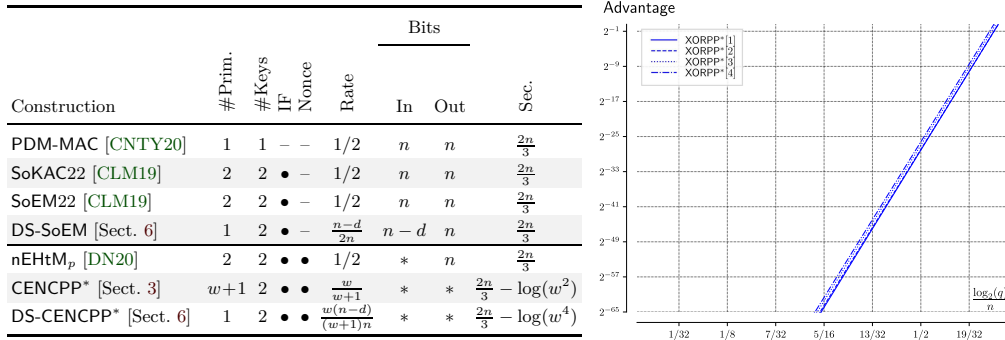 Bits
Construction #Prim. #Keys IF Nonce Rate In Out Sec.
PDM-MAC [CNTY20] 1 1 – – 1/2 n n 2n/3
SoKAC22 [CLM19] 2 2 • – 1/2 n n 2n/3
SoEM22 [CLM19] 2 2 • – 1/2 n n 2n/3
DS-SoEM [Sect. 6] 1 2 • – n−d/2n n − d n 2n/3
nEHtMp [DN20] 2 2 • • 1/2 * n 2n/3
CENCPP* [Sect. 3] w+1 2 • • w/w+1 * * 2n/3 − log(w²)
DS-CENCPP* [Sect. 6] 1 2 • • w(n−d)/(w+1)n * * 2n/3 − log(w⁴)
Advantage
2⁻¹
2⁻⁹
2⁻¹⁷
2⁻²⁵
2⁻³³
2⁻⁴¹
2⁻⁴⁹
2⁻⁵⁷
2⁻⁶⁵
XORPP*[1]
XORPP*[2]
XORPP*[3]
XORPP*[4]
log₂(q)/n
1/32 1/8 7/32 5/16 13/32 1/2 19/32